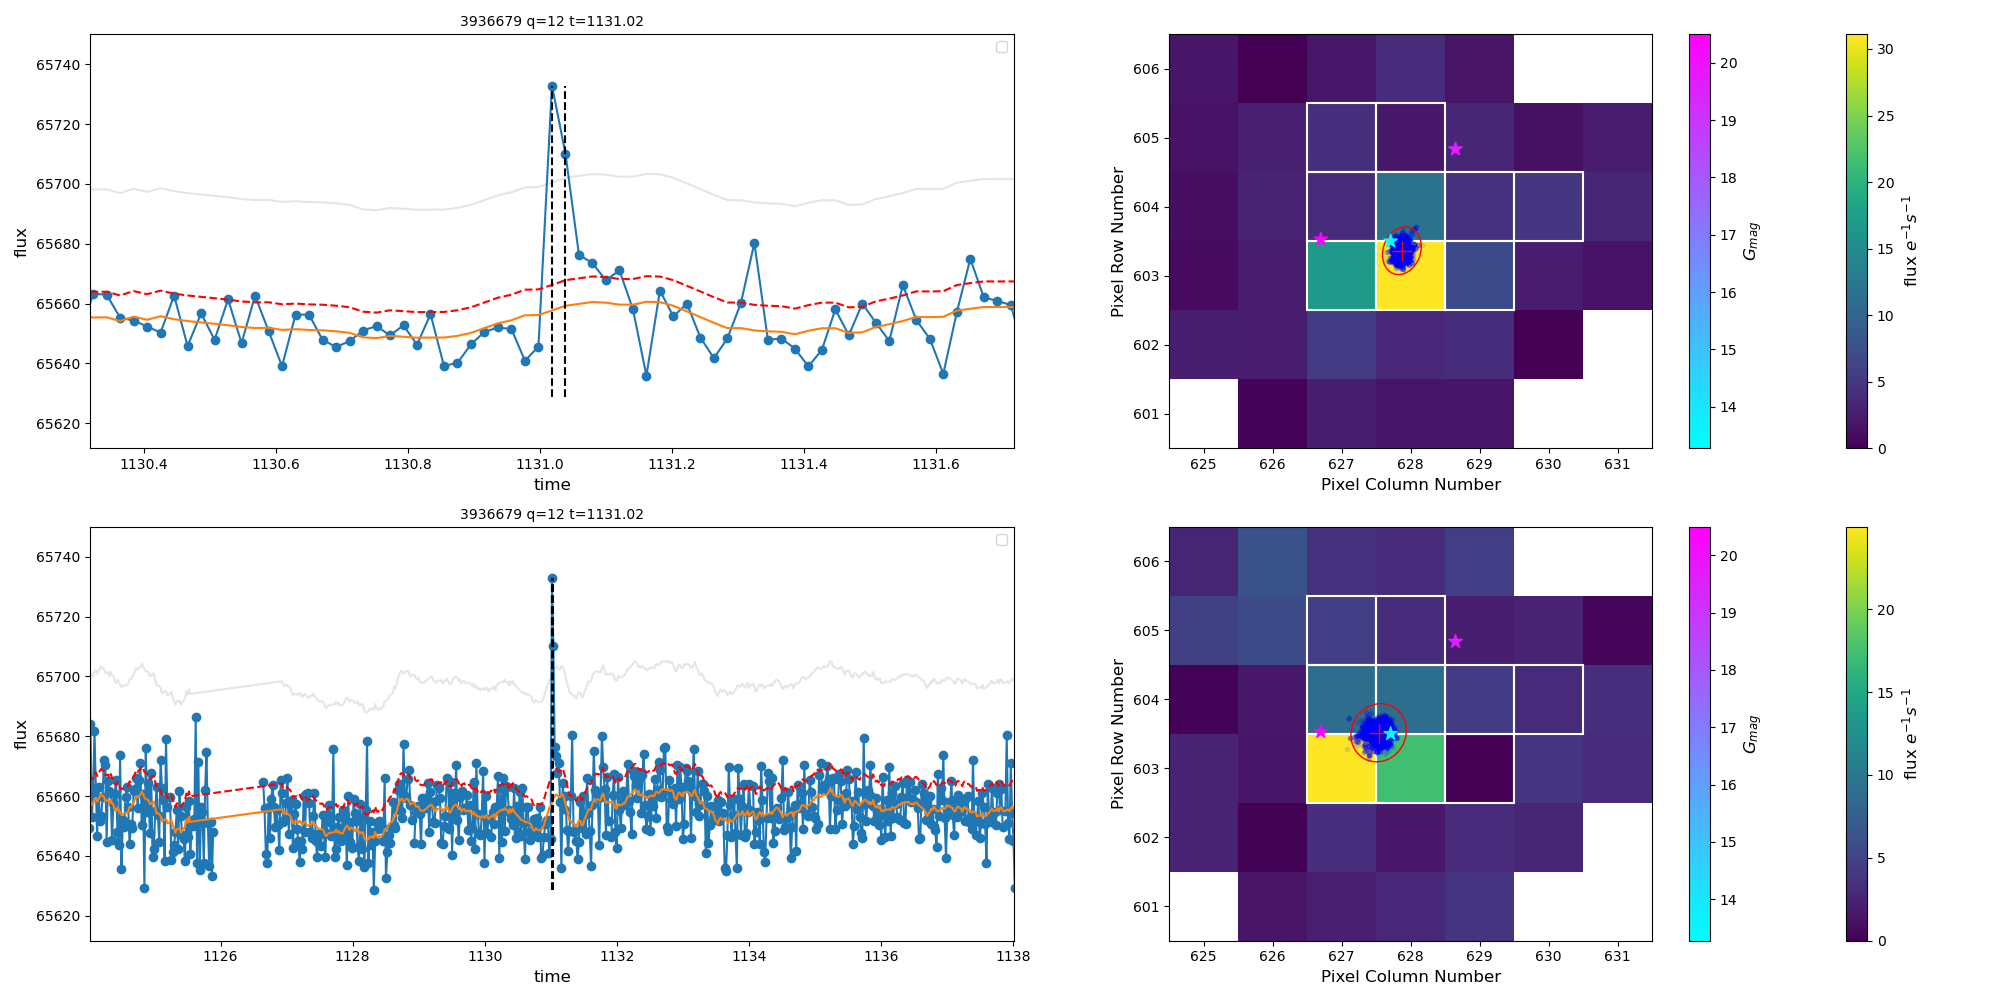 3936679 q=12 t=1131.02
65740
65720
65700
65680
65660
65640
65620
flux
1130.4 1130.6 1130.8 1131.0 1131.2 1131.4 1131.6
time
606
605
604
603
602
601
Pixel Row Number
625 626 627 628 629 630 631
Pixel Column Number
20
19
18
17
16
15
14
G_mag
30
25
20
15
10
5
0
flux e⁻¹s⁻¹
3936679 q=12 t=1131.02
65740
65720
65700
65680
65660
65640
65620
flux
1126 1128 1130 1132 1134 1136 1138
time
606
605
604
603
602
601
Pixel Row Number
625 626 627 628 629 630 631
Pixel Column Number
20
19
18
17
16
15
14
G_mag
20
15
10
5
0
flux e⁻¹s⁻¹